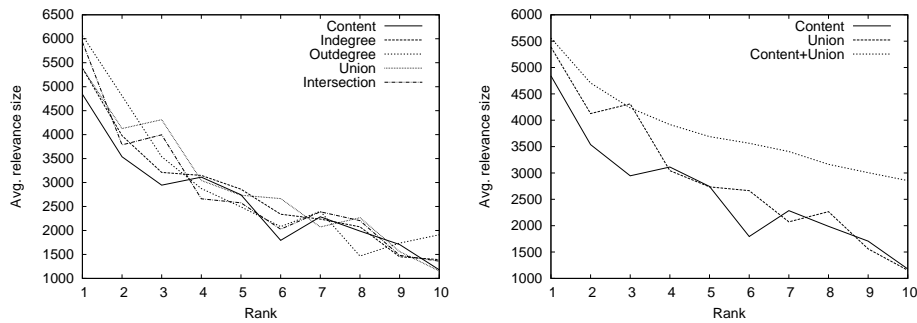 6500
6000
5500
5000
4500
4000
3500
3000
2500
2000
1500
1000
Avg. relevance size
Content
Indegree
Outdegree
Union
Intersection
1 2 3 4 5 6 7 8 9 10
Rank
6000
5500
5000
4500
4000
3500
3000
2500
2000
1500
1000
Avg. relevance size
Content
Union
Content+Union
1 2 3 4 5 6 7 8 9 10
Rank